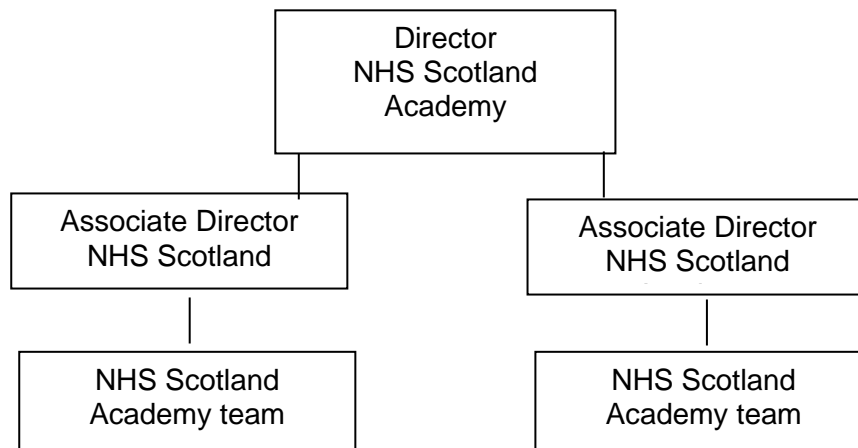 Director
NHS Scotland
Academy
Associate Director
NHS Scotland
Associate Director
NHS Scotland
NHS Scotland
Academy team
NHS Scotland
Academy team